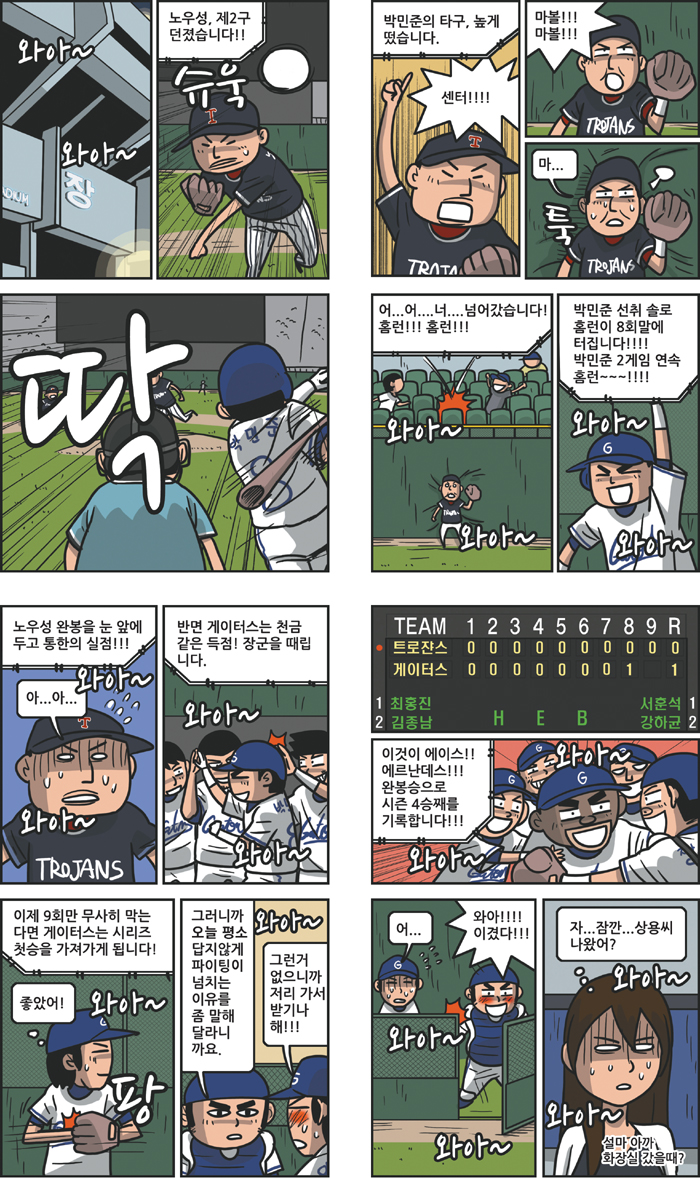 와아~
와아~
장
ADIUM
노우성, 제2구
던졌습니다!!
슈욱
T
딱
박민준
박민준의 타구, 높게
떴습니다.
센터!!!!
T
TROJANS
마볼!!!
마볼!!!
TROJANS
마...
툭
TROJANS
어...어....너....넘어갔습니다!
홈런!!! 홈런!!!
와아~
TROJANS
와아~
박민준 선취 솔로
홈런이 8회말에
터집니다!!!!
박민준 2게임 연속
홈런~~~!!!!
와아~
G
와아~
노우성 완봉을 눈 앞에
두고 통한의 실점!!!
와아~
아...아...
T
와아~
TROJANS
반면 게이터스는 천금
같은 득점! 장군을 때립
니다.
와아~
G
와아~
이제 9회만 무사히 막는
다면 게이터스는 시리즈
첫승을 가져가게 됩니다!
좋았어!
와아~
G
팡
그러니까
오늘 평소
답지않게
파이팅이
넘치는
이유를
좀 말해
달라니
까요.
와아~
그런거
없으니까
저리 가서
받기나
해!!!
G
TEAM 1 2 3 4 5 6 7 8 9 R
트로쟌스 0 0 0 0 0 0 0 0 0 0
게이터스 0 0 0 0 0 0 0 1 1
1 최홍진 서훈석 1
2 김종남 H E B 강하균 2
이것이 에이스!!
에르난데스!!!
완봉승으로
시즌 4승째를
기록합니다!!!
와아~
G
와아~
어...
G
와아!!!!
이겼다!!!
G
와아~
와아~
자...잠깐...상용씨
나왔어?
와아~
와아~
설마 아까
화장실 갔을때?